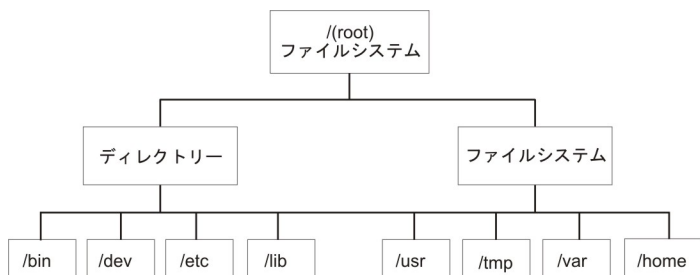 /(root)
ファイルシステム
ディレクトリー
ファイルシステム
/bin
/dev
/etc
/lib
/usr
/tmp
/var
/home